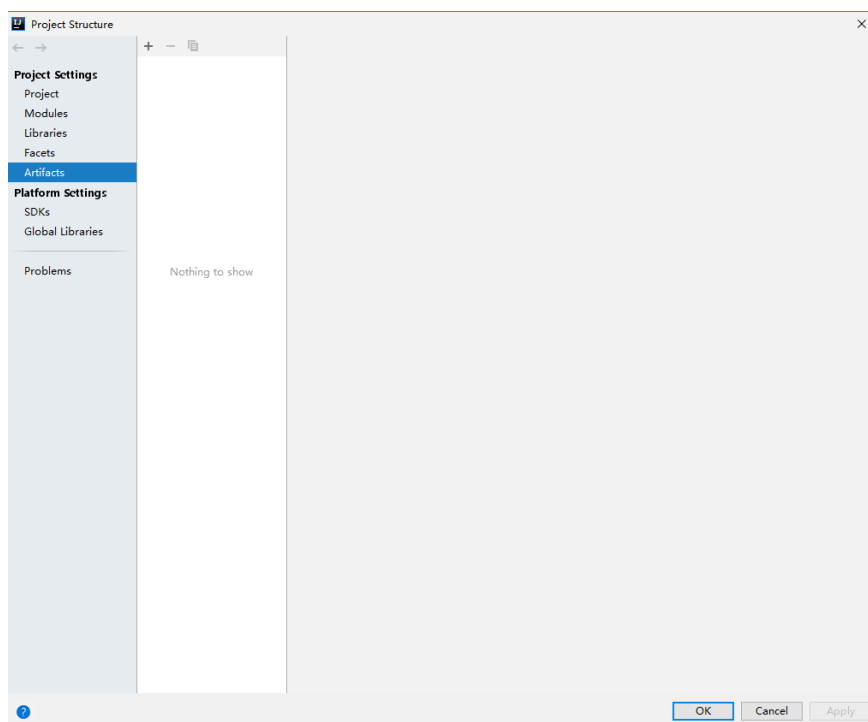 Project Structure
Project Settings
Project
Modules
Libraries
Facets
Artifacts
Platform Settings
SDKs
Global Libraries
Problems
Nothing to show
OK Cancel Apply